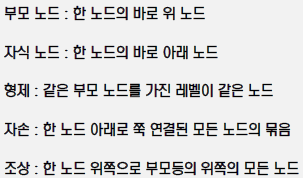 부모 노드 : 한 노드의 바로 위 노드
자식 노드 : 한 노드의 바로 아래 노드
형제 : 같은 부모 노드를 가진 레벨이 같은 노드
자손 : 한 노드 아래로 쭉 연결된 모든 노드의 묶음
조상 : 한 노드 위쪽으로 부모등의 위쪽의 모든 노드